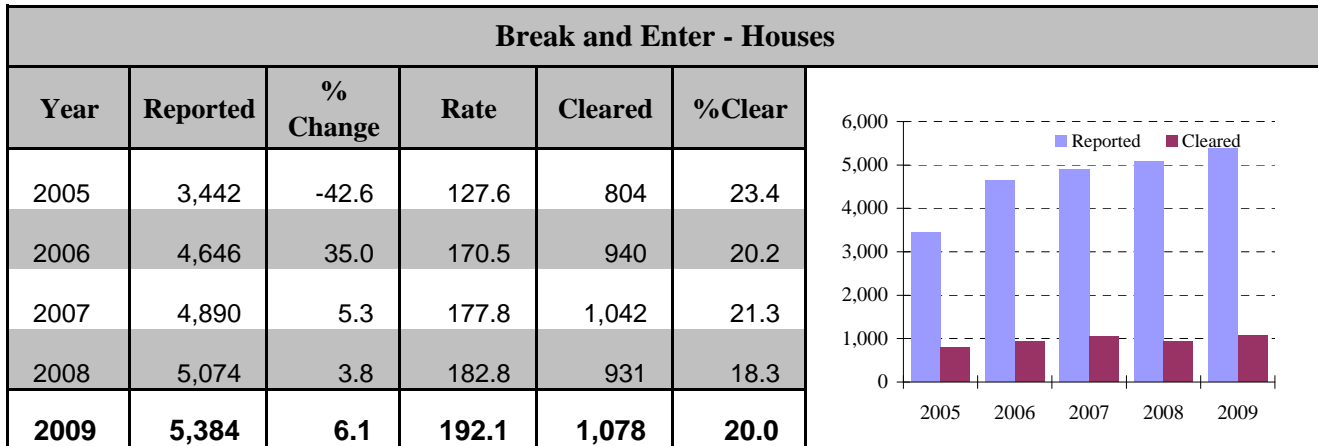 Break and Enter - Houses
Year Reported % Change Rate Cleared %Clear
2005 3,442 -42.6 127.6 804 23.4
2006 4,646 35.0 170.5 940 20.2
2007 4,890 5.3 177.8 1,042 21.3
2008 5,074 3.8 182.8 931 18.3
2009 5,384 6.1 192.1 1,078 20.0
Reported Cleared
6,000
5,000
4,000
3,000
2,000
1,000
0
2005 2006 2007 2008 2009